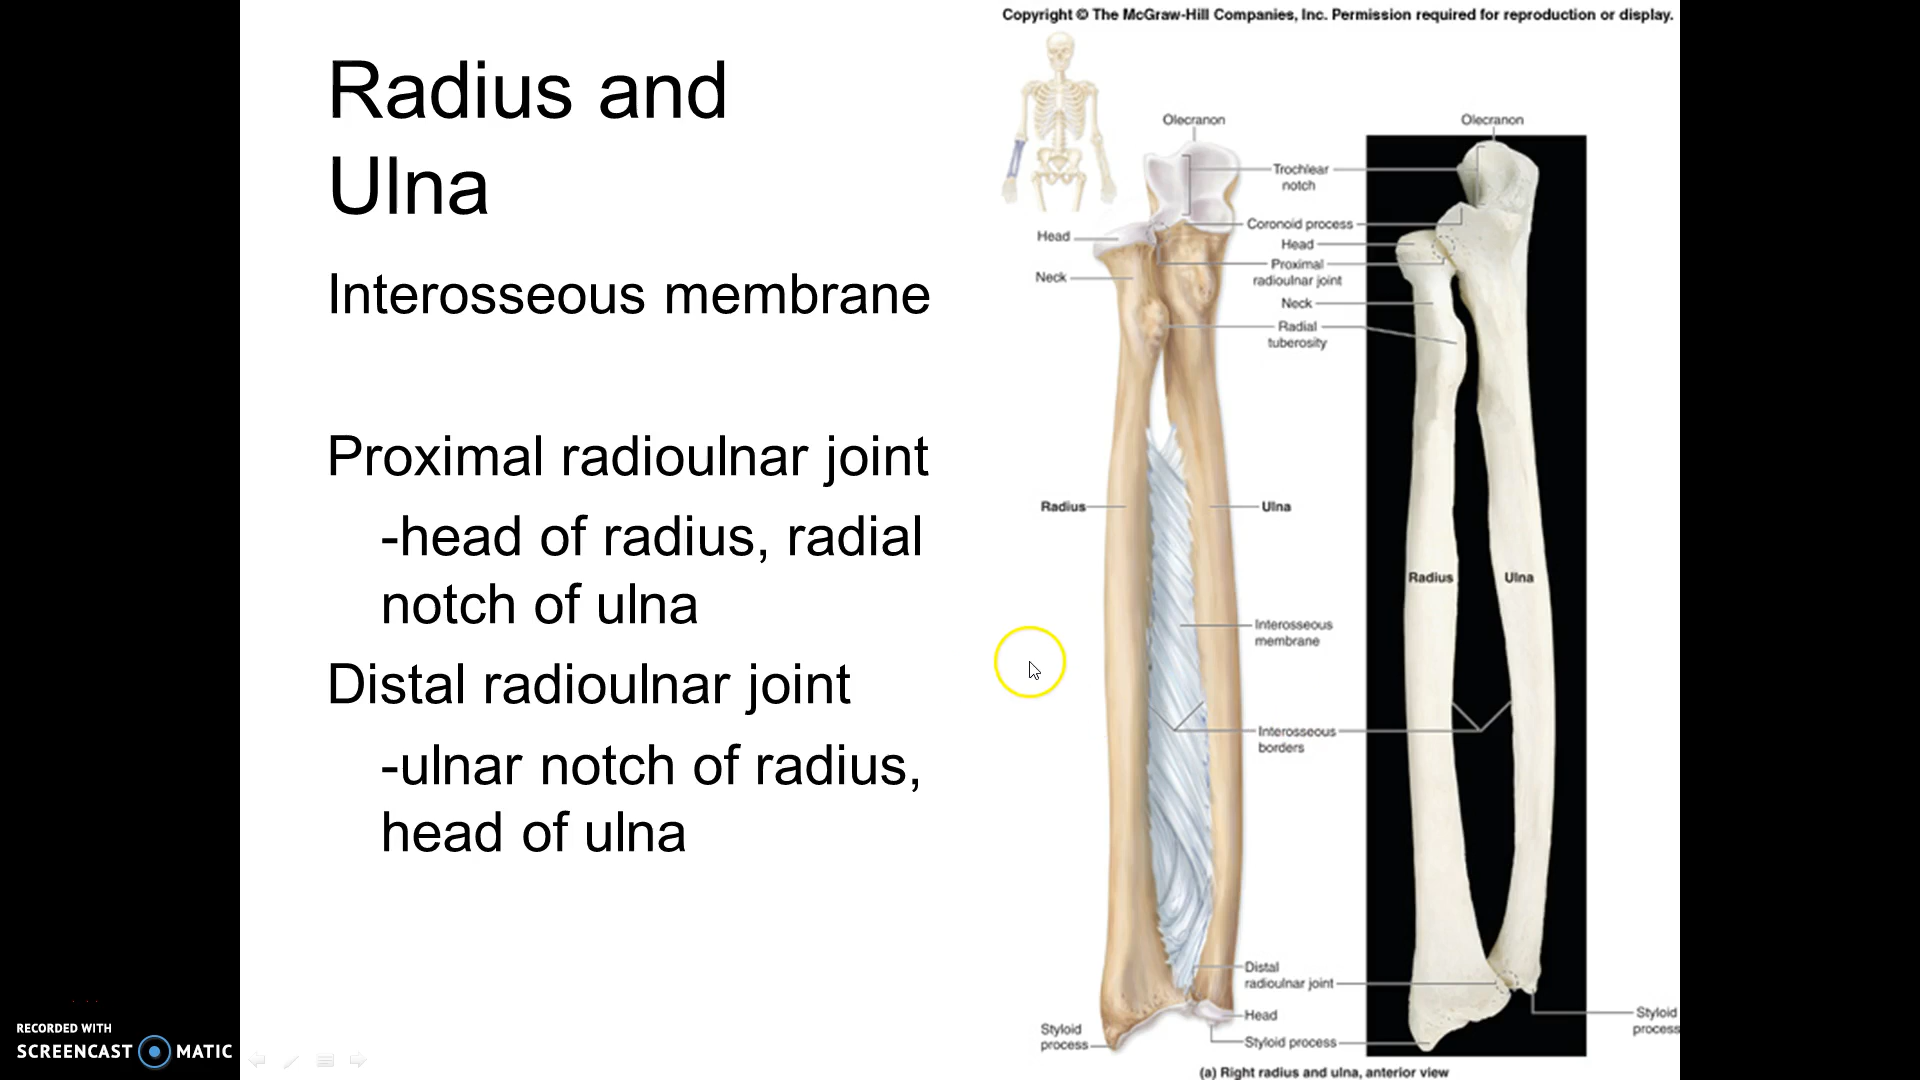 Copyright © The McGraw-Hill Companies, Inc. Permission required for reproduction or display.
Radius and
Ulna
Interosseous membrane
Proximal radioulnar joint
-head of radius, radial
notch of ulna
Distal radioulnar joint
-ulnar notch of radius,
head of ulna
Olecranon
Olecranon
Trochlear
notch
Coronoid process
Head
Head
Proximal
radioulnar joint
Neck
Neck
Radial
tuberosity
Radius
Ulna
Radius
Ulna
Interosseous
membrane
Interosseous
borders
Distal
radioulnar joint
Head
Styloid
process
Styloid process
Styloid
process
(a) Right radius and ulna, anterior view
RECORDED WITH
SCREENCAST MATIC